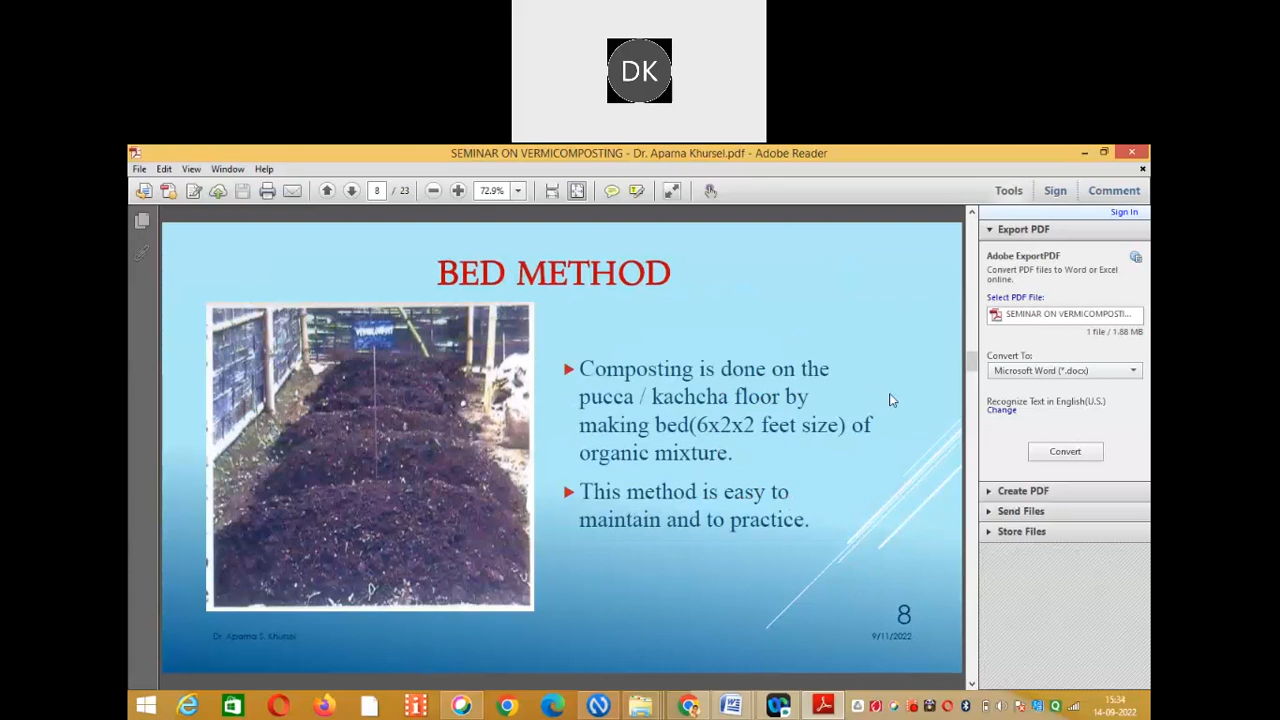 DK
SEMINAR ON VERMICOMPOSTING - Dr. Aparna Khursel.pdf - Adobe Reader
File Edit View Window Help
8 / 23 72.9% Tools Sign Comment
Sign In
Export PDF
Adobe ExportPDF
Convert PDF files to Word or Excel
online.
Select PDF File:
SEMINAR ON VERMICOMPOSTI...
1 file / 1.88 MB
Convert To:
Microsoft Word (*.docx)
Recognize Text in English(U.S.)
Change
Convert
Create PDF
Send Files
Store Files
BED METHOD
Composting is done on the
pucca / kachcha floor by
making bed(6x2x2 feet size) of
organic mixture.
This method is easy to
maintain and to practice.
8
Dr. Aparna S. Khursel
9/11/2022
15:34
14-09-2022